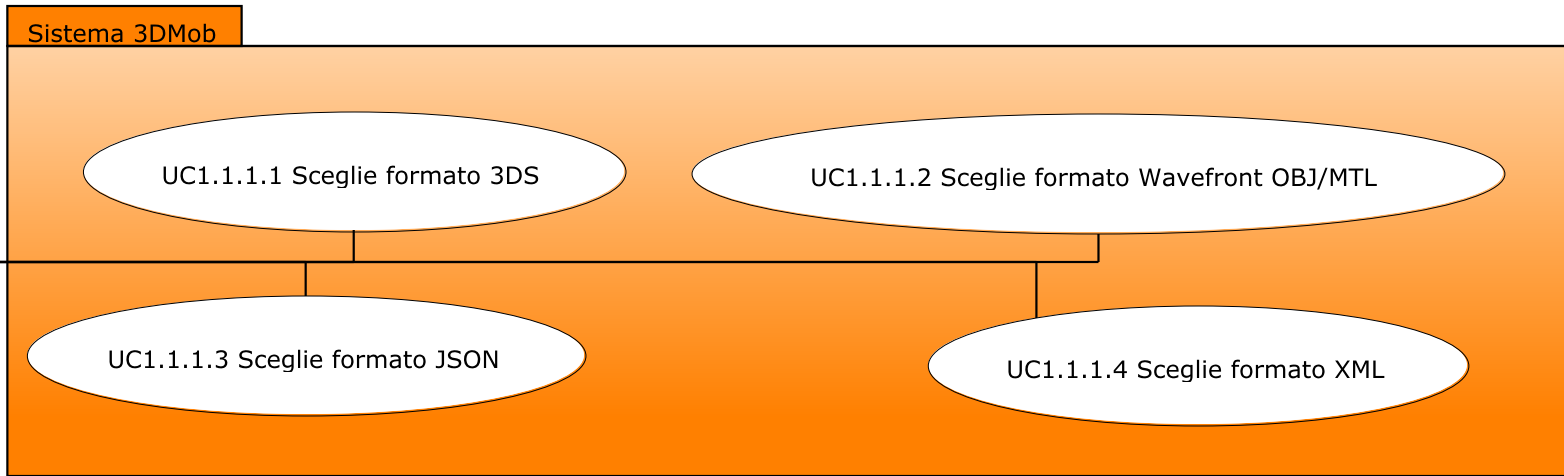 Sistema 3DMob
UC1.1.1.1 Sceglie formato 3DS
UC1.1.1.2 Sceglie formato Wavefront OBJ/MTL
UC1.1.1.3 Sceglie formato JSON
UC1.1.1.4 Sceglie formato XML